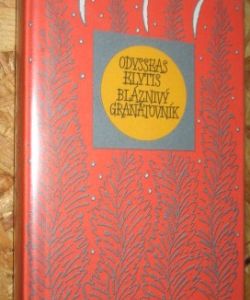 ODYSSEAS
ELYTIS
BLÁZNIVÝ
GRANÁTOVNÍK